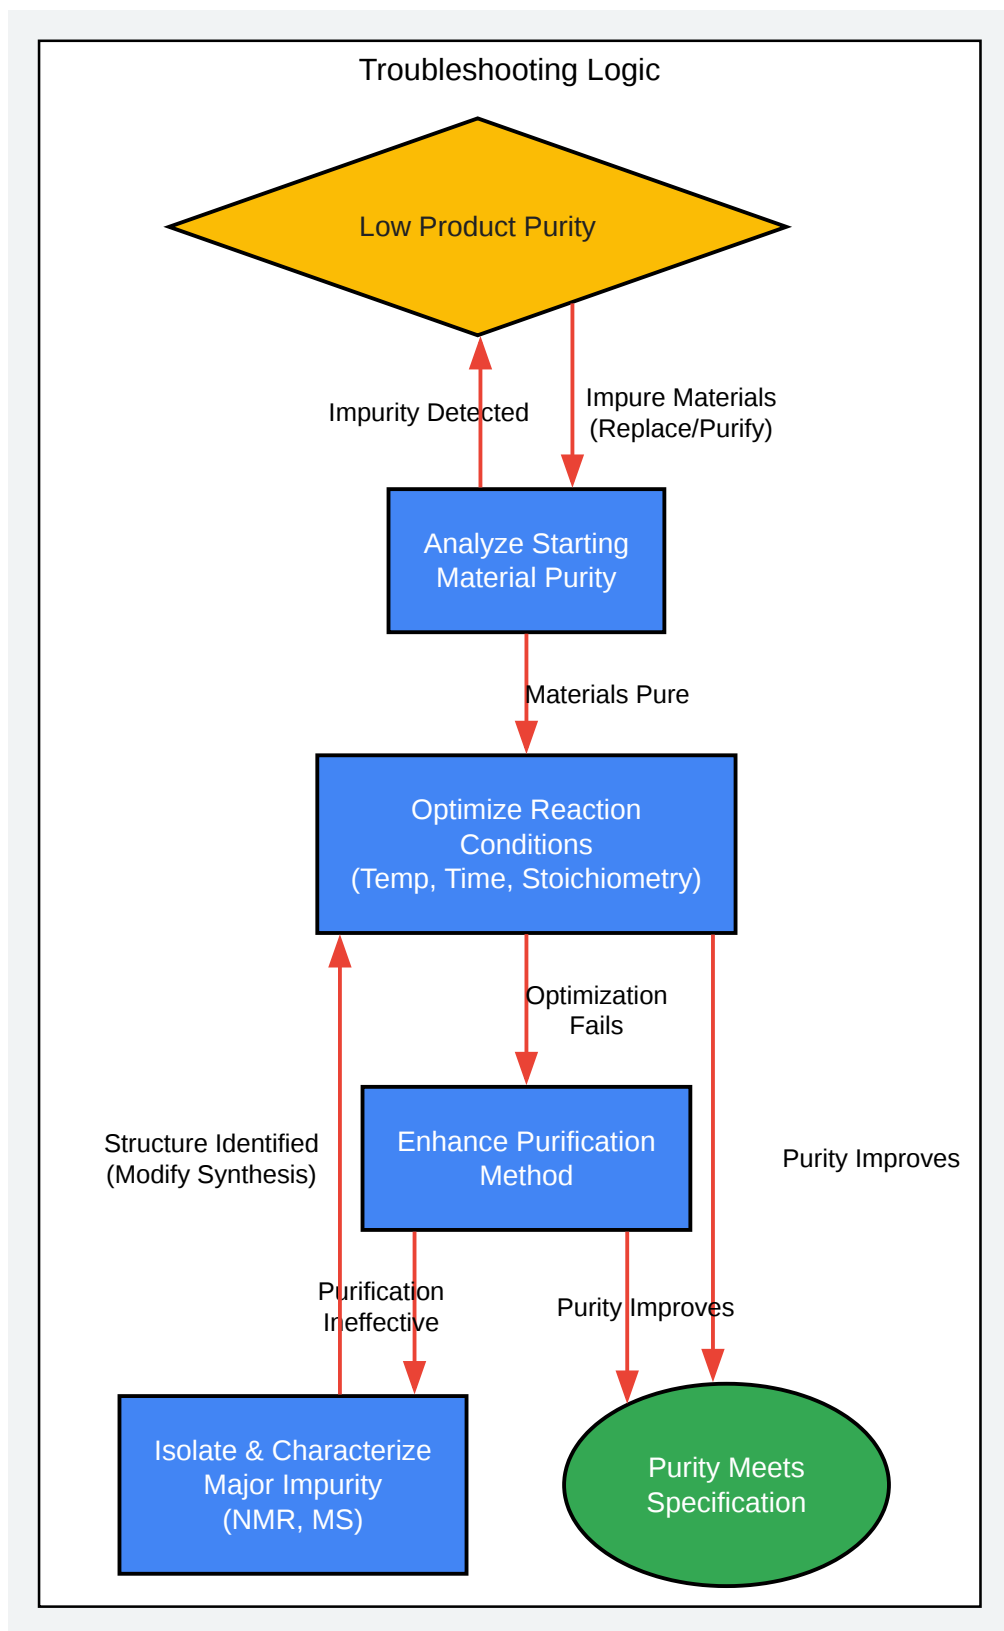 Troubleshooting Logic
Low Product Purity
Impurity Detected
Impure Materials
(Replace/Purify)
Analyze Starting
Material Purity
Materials Pure
Optimize Reaction
Conditions
(Temp, Time, Stoichiometry)
Optimization
Fails
Structure Identified
(Modify Synthesis)
Enhance Purification
Method
Purity Improves
Purification
Ineffective
Purity Improves
Isolate & Characterize
Major Impurity
(NMR, MS)
Purity Meets
Specification